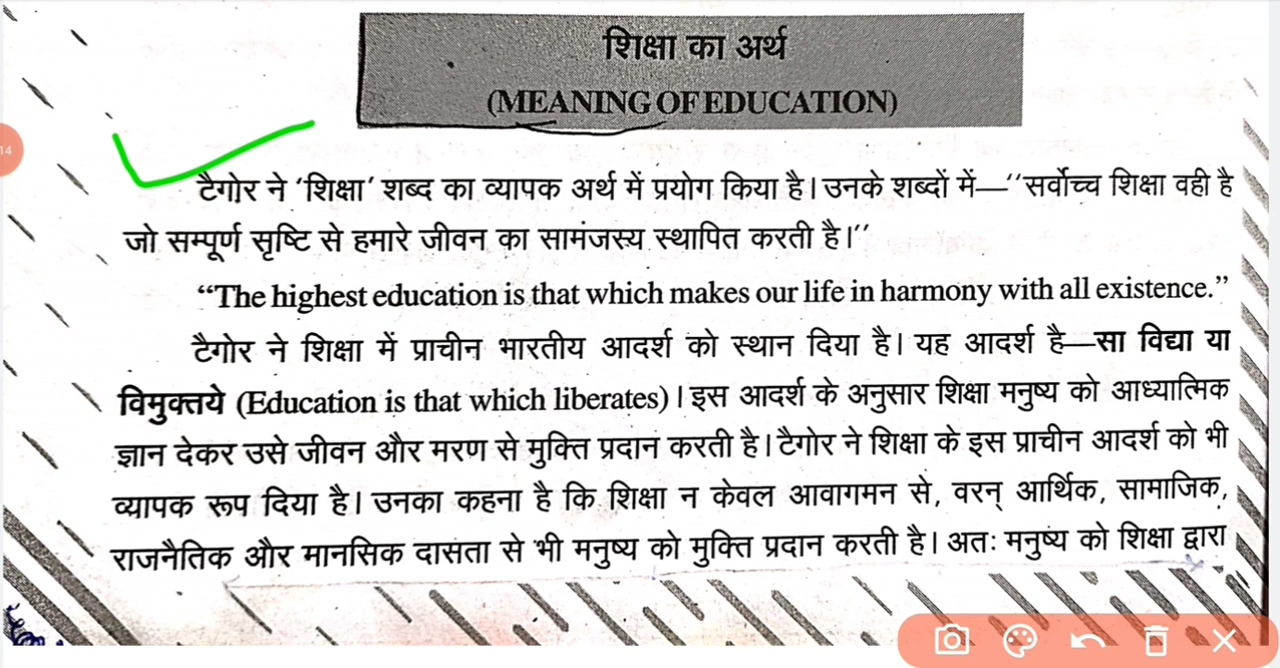 शिक्षा का अर्थ
(MEANING OF EDUCATION)
14
टैगोर ने ‘शिक्षा’ शब्द का व्यापक अर्थ में प्रयोग किया है। उनके शब्दों में—‘‘सर्वोच्च शिक्षा वही है
जो सम्पूर्ण सृष्टि से हमारे जीवन का सामंजस्य स्थापित करती है।’’
“The highest education is that which makes our life in harmony with all existence.”
टैगोर ने शिक्षा में प्राचीन भारतीय आदर्श को स्थान दिया है। यह आदर्श है—सा विद्या या
विमुक्तये (Education is that which liberates)। इस आदर्श के अनुसार शिक्षा मनुष्य को आध्यात्मिक
ज्ञान देकर उसे जीवन और मरण से मुक्ति प्रदान करती है। टैगोर ने शिक्षा के इस प्राचीन आदर्श को भी
व्यापक रूप दिया है। उनका कहना है कि शिक्षा न केवल आवागमन से, वरन् आर्थिक, सामाजिक,
राजनैतिक और मानसिक दासता से भी मनुष्य को मुक्ति प्रदान करती है। अतः मनुष्य को शिक्षा द्वारा